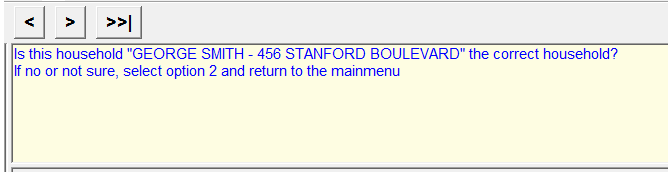 < > >>|
Is this household "GEORGE SMITH - 456 STANFORD BOULEVARD" the correct household?
If no or not sure, select option 2 and return to the mainmenu